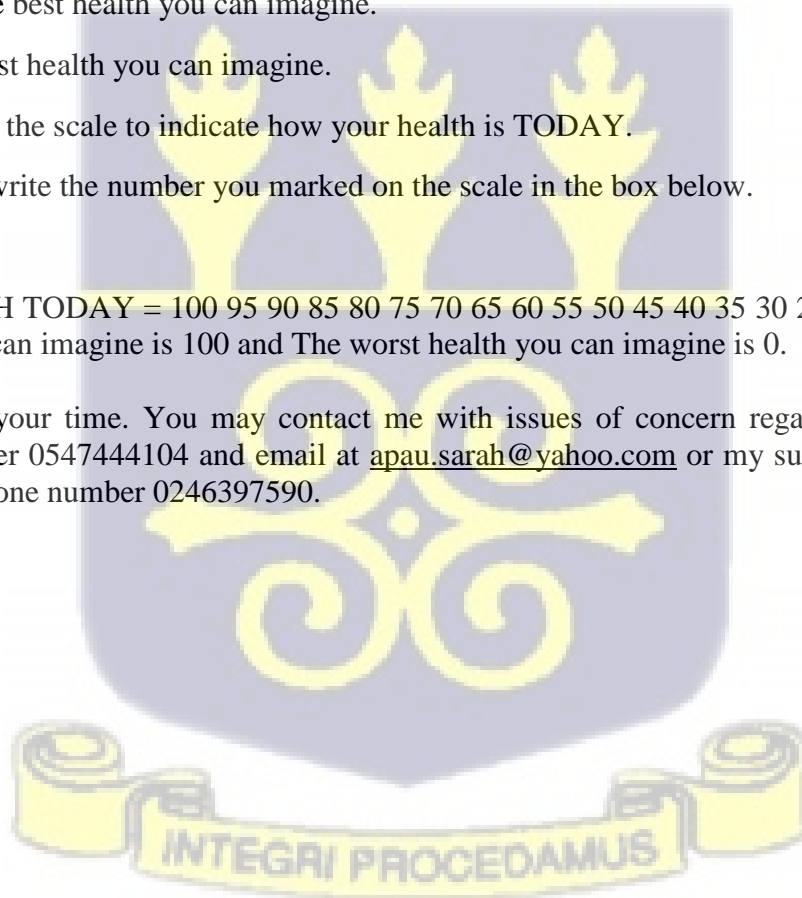 best health you can imagine.
st health you can imagine.
the scale to indicate how your health is TODAY.
write the number you marked on the scale in the box below.
H TODAY = 100 95 90 85 80 75 70 65 60 55 50 45 40 35 30 2
can imagine is 100 and The worst health you can imagine is 0.
your time. You may contact me with issues of concern rega
er 0547444104 and email at apau.sarah@yahoo.com or my su
one number 0246397590.
INTEGRI PROCEDAMUS